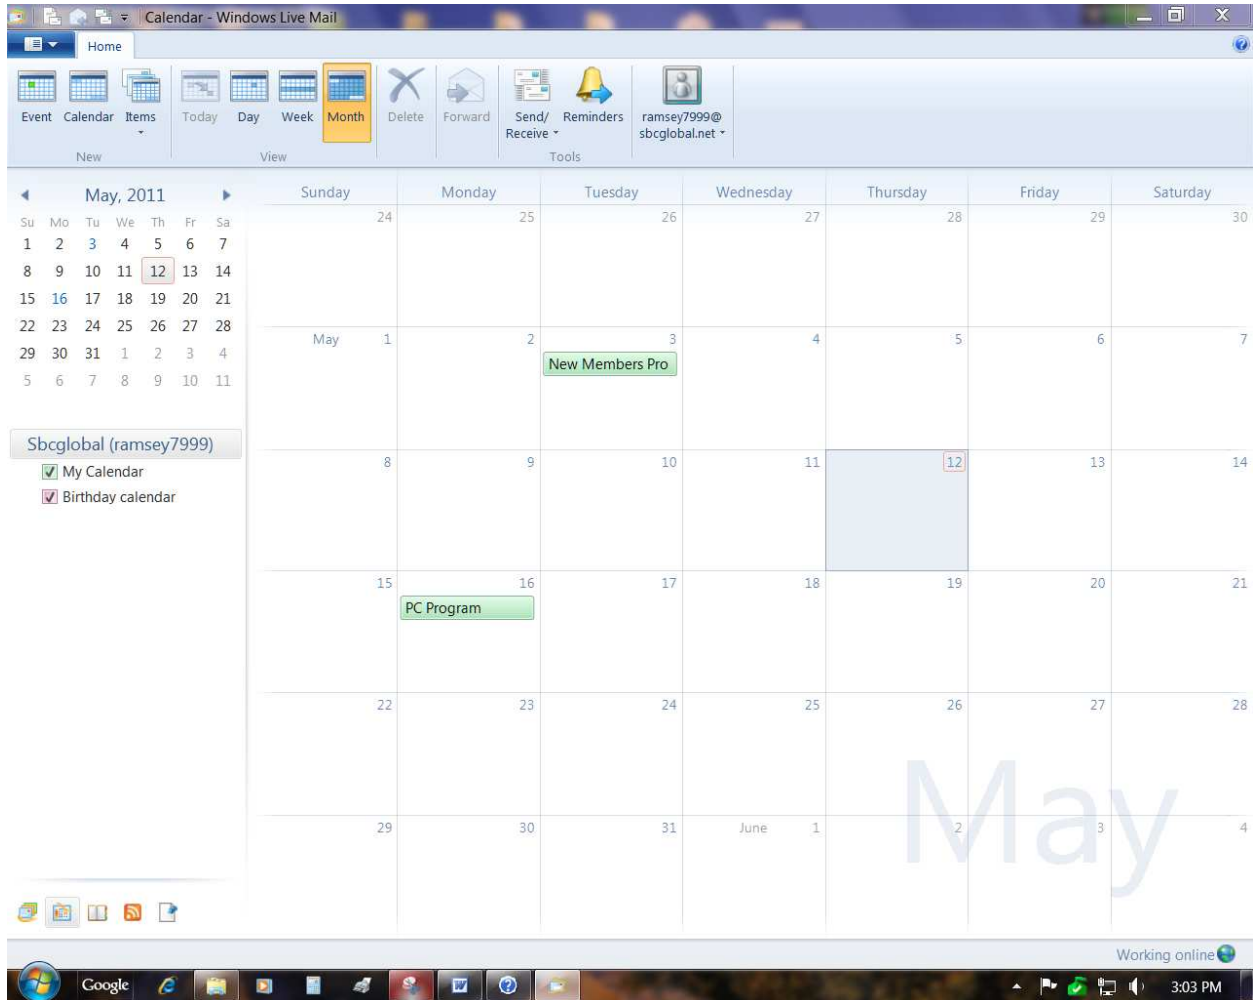 Calendar - Windows Live Mail
Home
Event Calendar Items Today Day Week Month Delete Forward Send/ Receive Reminders ramsey7999@ sbcglobal.net
New View Tools
May, 2011
Su Mo Tu We Th Fr Sa
1 2 3 4 5 6 7
8 9 10 11 12 13 14
15 16 17 18 19 20 21
22 23 24 25 26 27 28
29 30 31 1 2 3 4
5 6 7 8 9 10 11
Sbcglobal (ramsey7999)
My Calendar
Birthday calendar
Sunday Monday Tuesday Wednesday Thursday Friday Saturday
24 25 26 27 28 29 30
May 1 2 3 4 5 6 7
New Members Pro
8 9 10 11 12 13 14
15 16 17 18 19 20 21
PC Program
22 23 24 25 26 27 28
May
29 30 31 June 1 2 3 4
Working online
Google 3:03 PM